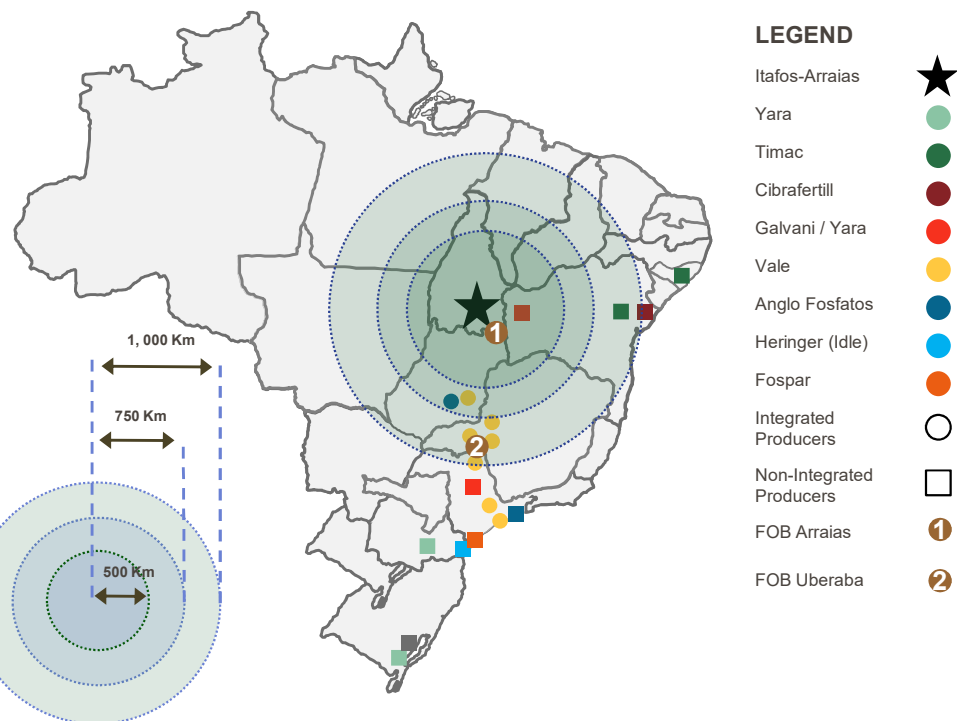 LEGEND
Itafos-Arraias
Yara
Timac
Cibrafertill
Galvani / Yara
Vale
Anglo Fosfatos
Heringer (Idle)
Fospar
Integrated
Producers
Non-Integrated
Producers
FOB Arraias
1
FOB Uberaba
2
1
2
1, 000 Km
750 Km
500 Km